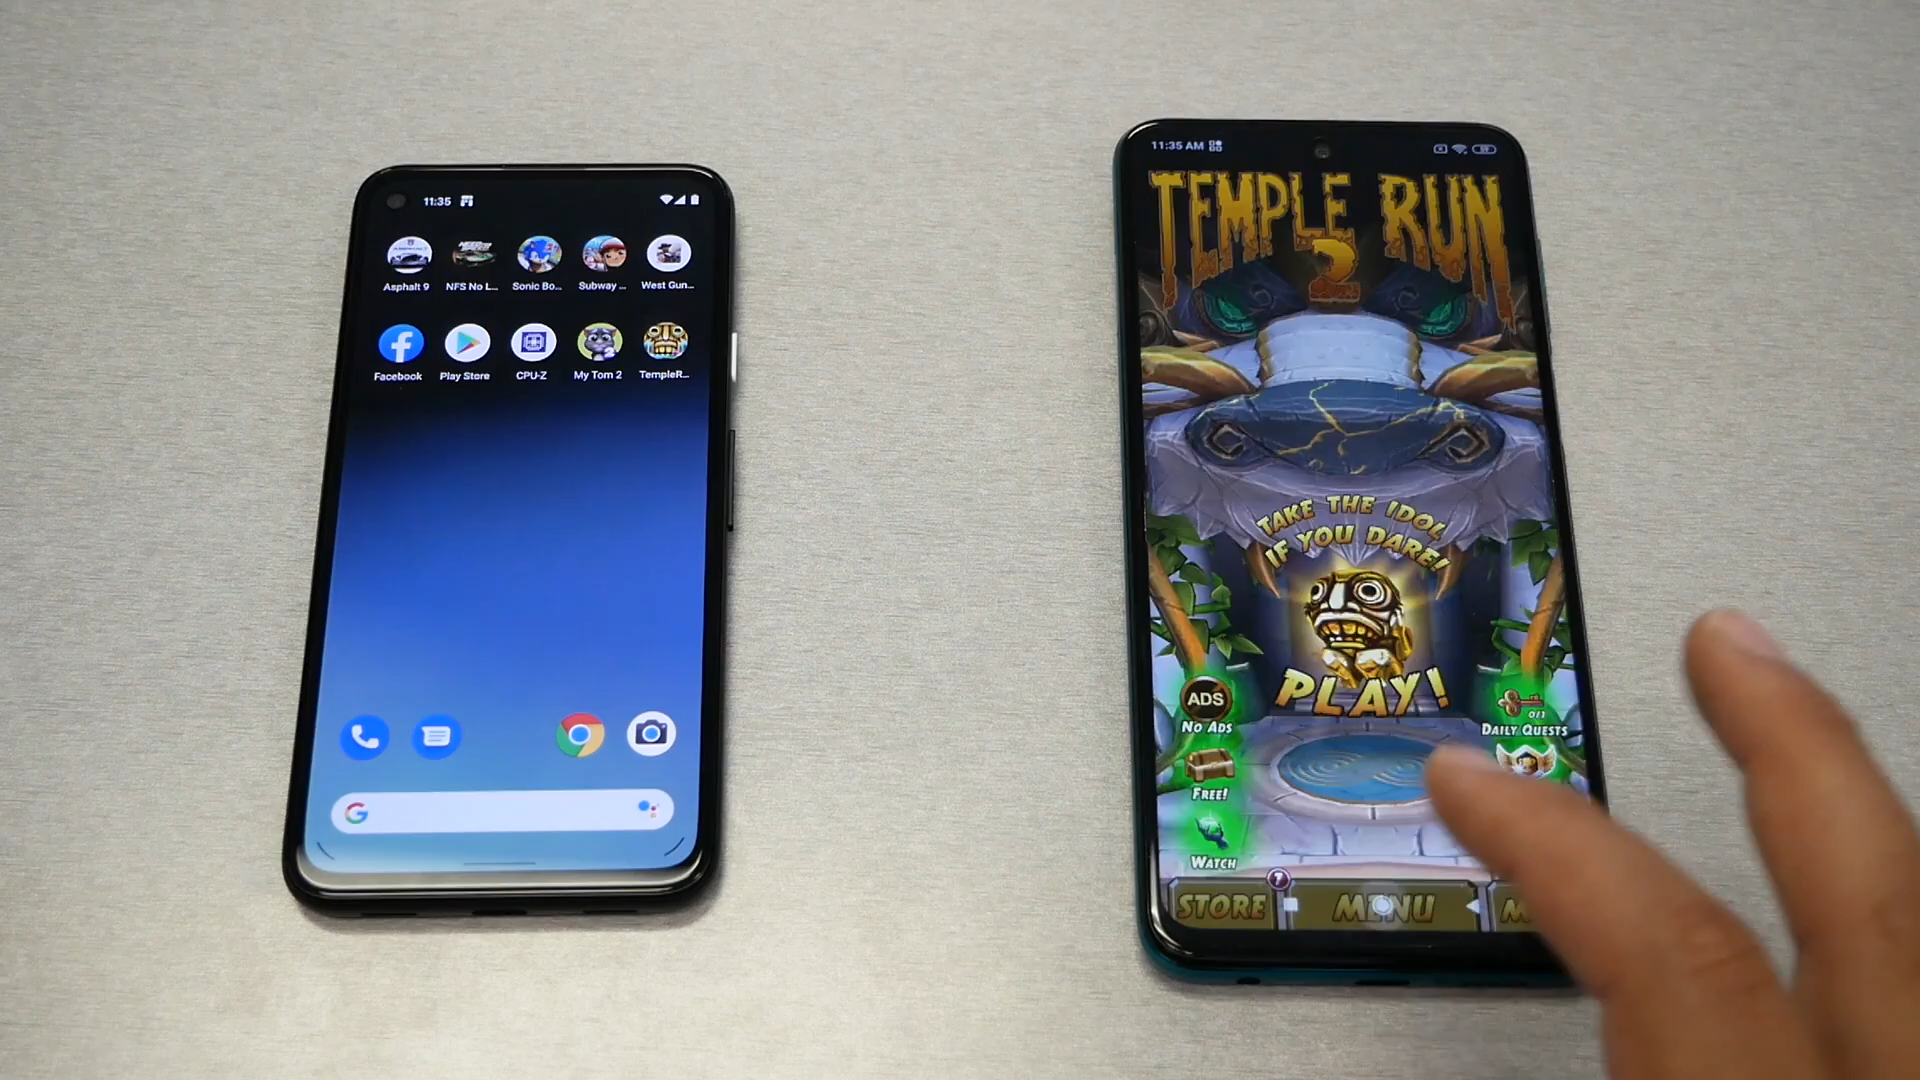 11:35
Asphalt 9 NFS No L... Sonic Bo... Subway ... West Gun...
Facebook Play Store CPU-Z My Tom 2 TempleR...
11:35 AM
TEMPLE RUN
2
TAKE THE IDOL
IF YOU DARE!
PLAY!
ADS
NO ADS
0/1
DAILY QUESTS
FREE!
WATCH
STORE
MENU